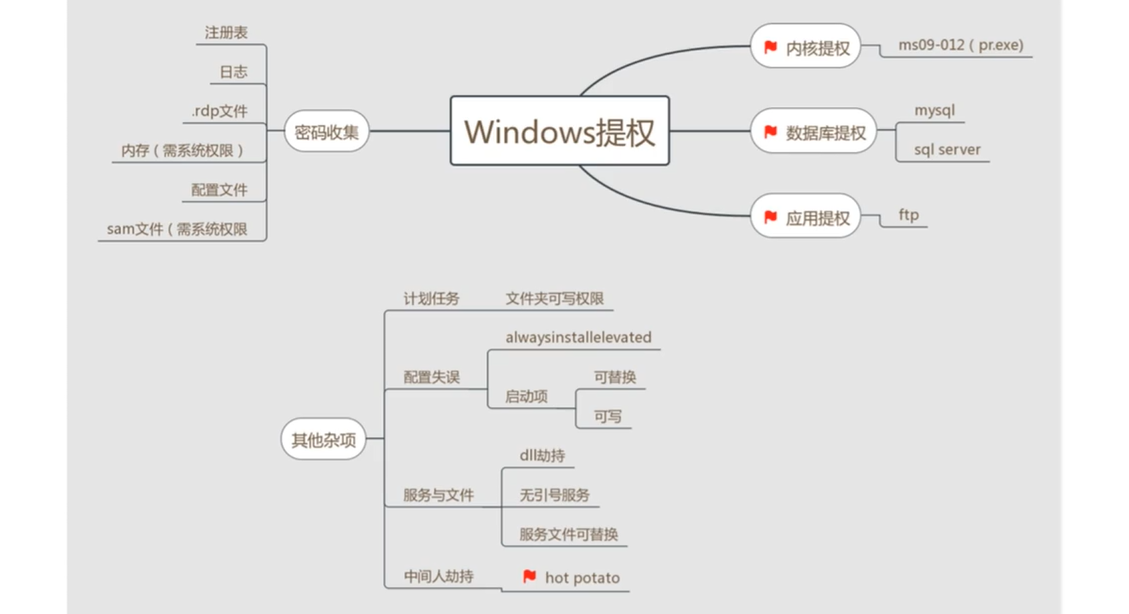 注册表
日志
.rdp文件
内存（需系统权限）
配置文件
sam文件（需系统权限
密码收集
Windows提权
内核提权
ms09-012（pr.exe)
数据库提权
mysql
sql server
应用提权
ftp
其他杂项
计划任务
文件夹可写权限
配置失误
alwaysinstallelevated
启动项
可替换
可写
服务与文件
dll劫持
无引号服务
服务文件可替换
中间人劫持
hot potato